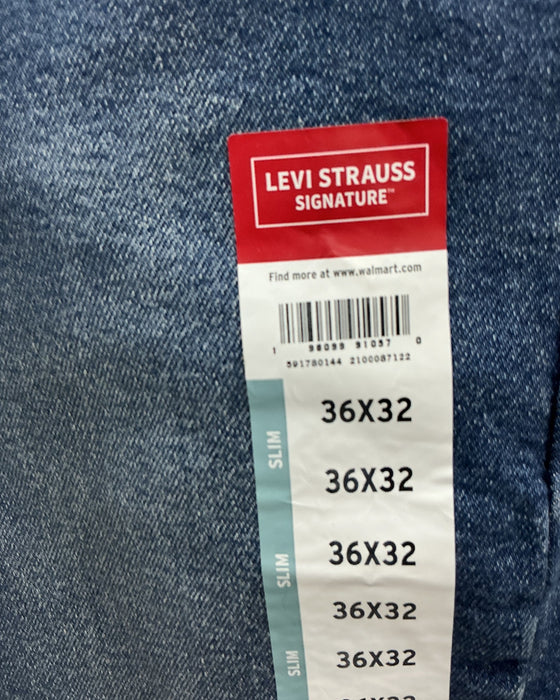 LEVI STRAUSS
SIGNATURE™
Find more at www.walmart.com
1 98099 91057 0
591780144 2100087122
36X32
SLIM
36X32
36X32
SLIM
36X32
36X32
SLIM